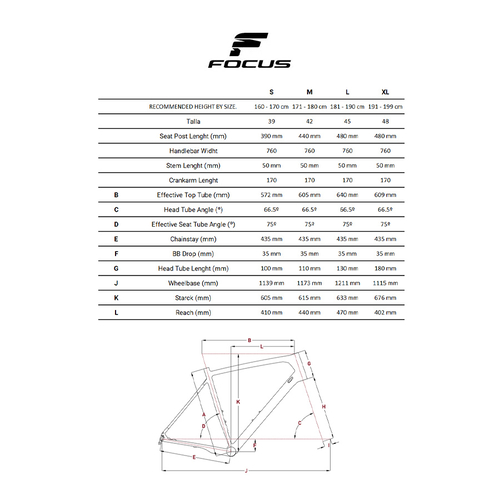 FOCUS
S M L XL
RECOMMENDED HEIGHT BY SIZE. 160 - 170 cm 171 - 180 cm 181 - 190 cm 191 - 199 cm
Talla 39 42 45 48
Seat Post Lenght (mm) 390 mm 440 mm 480 mm 480 mm
Handlebar Widht 760 760 760 760
Stem Lenght (mm) 50 mm 50 mm 50 mm 50 mm
Crankarm Lenght 170 170 170 170
B Effective Top Tube (mm) 572 mm 605 mm 640 mm 609 mm
C Head Tube Angle (º) 66.5º 66.5º 66.5º 66.5º
D Effective Seat Tube Angle (º) 75º 75º 75º 75º
E Chainstay (mm) 435 mm 435 mm 435 mm 435 mm
F BB Drop (mm) 35 mm 35 mm 35 mm 35 mm
G Head Tube Lenght (mm) 100 mm 110 mm 130 mm 180 mm
J Wheelbase (mm) 1139 mm 1173 mm 1211 mm 1115 mm
K Starck (mm) 605 mm 615 mm 633 mm 676 mm
L Reach (mm) 410 mm 440 mm 470 mm 402 mm
B
L
G
K
H
A
D
C
F
I
E
J